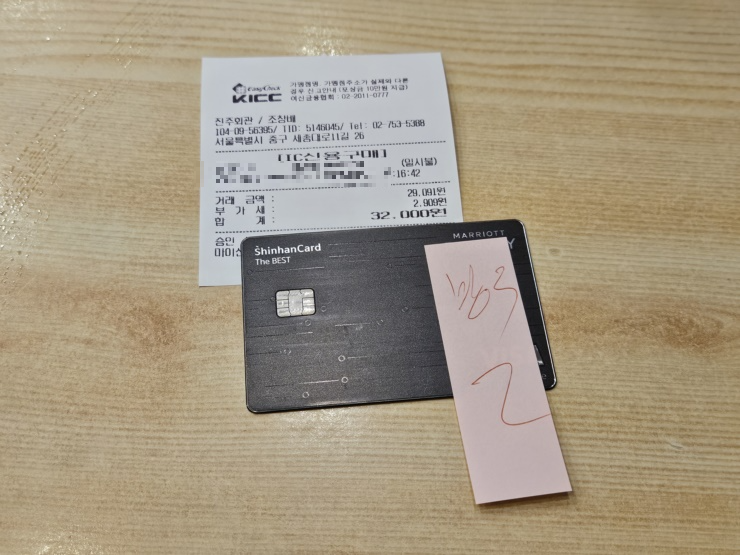 EasyCheck
KICC
가맹점명, 가맹점주소가 실제와 다른
경우 신고안내 (포상금 10만원 지급)
여신금융협회 : 02-2011-0777
진주회관 / 조창배
104-09-56395/ TID: 5146045/ Tel: 02-753-5388
서울특별시 중구 세종대로11길 26
[IC신용구매]
(일시불)
:16:42
거래 금액 : 29,091원
부 가 세 : 2,909원
합 계 : 32,000원
승인
ShinhanCard
The BEST
MARRIOTT
Y
2